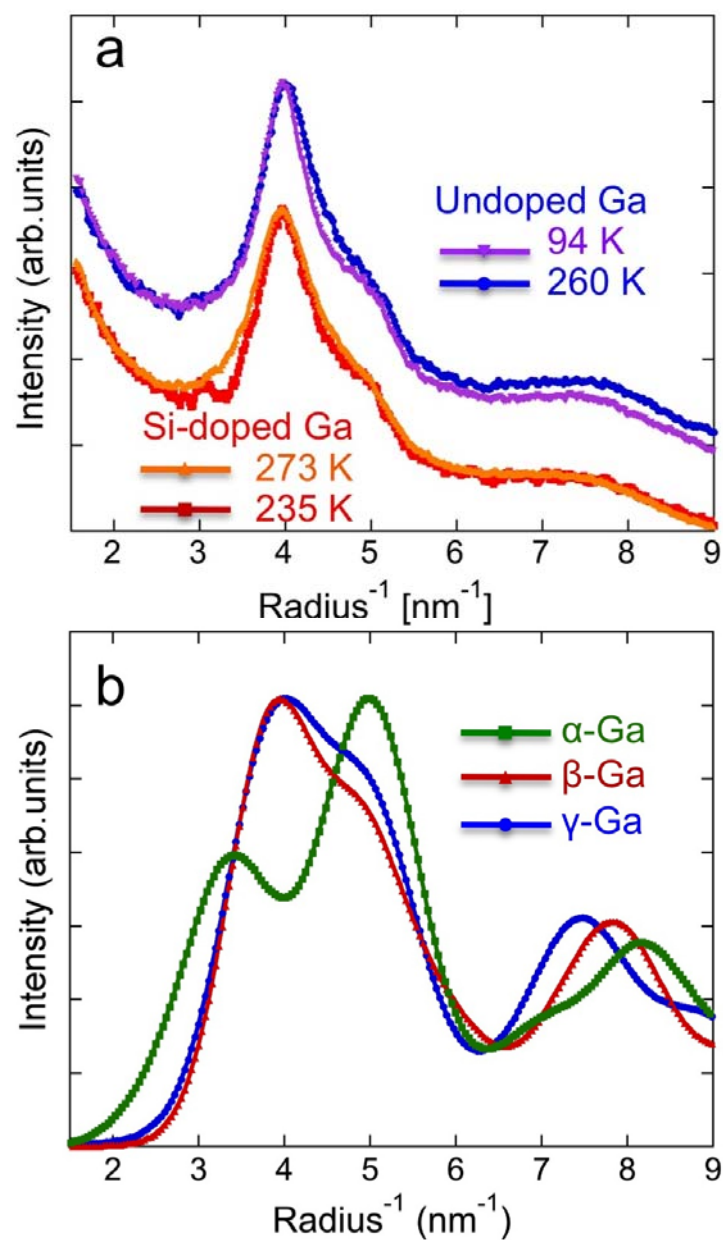 a
Intensity (arb.units)
Undoped Ga
94 K
260 K
Si-doped Ga
273 K
235 K
2 3 4 5 6 7 8 9
Radius⁻¹ [nm⁻¹]
b
Intensity (arb.units)
α-Ga
β-Ga
γ-Ga
2 3 4 5 6 7 8 9
Radius⁻¹ (nm⁻¹)